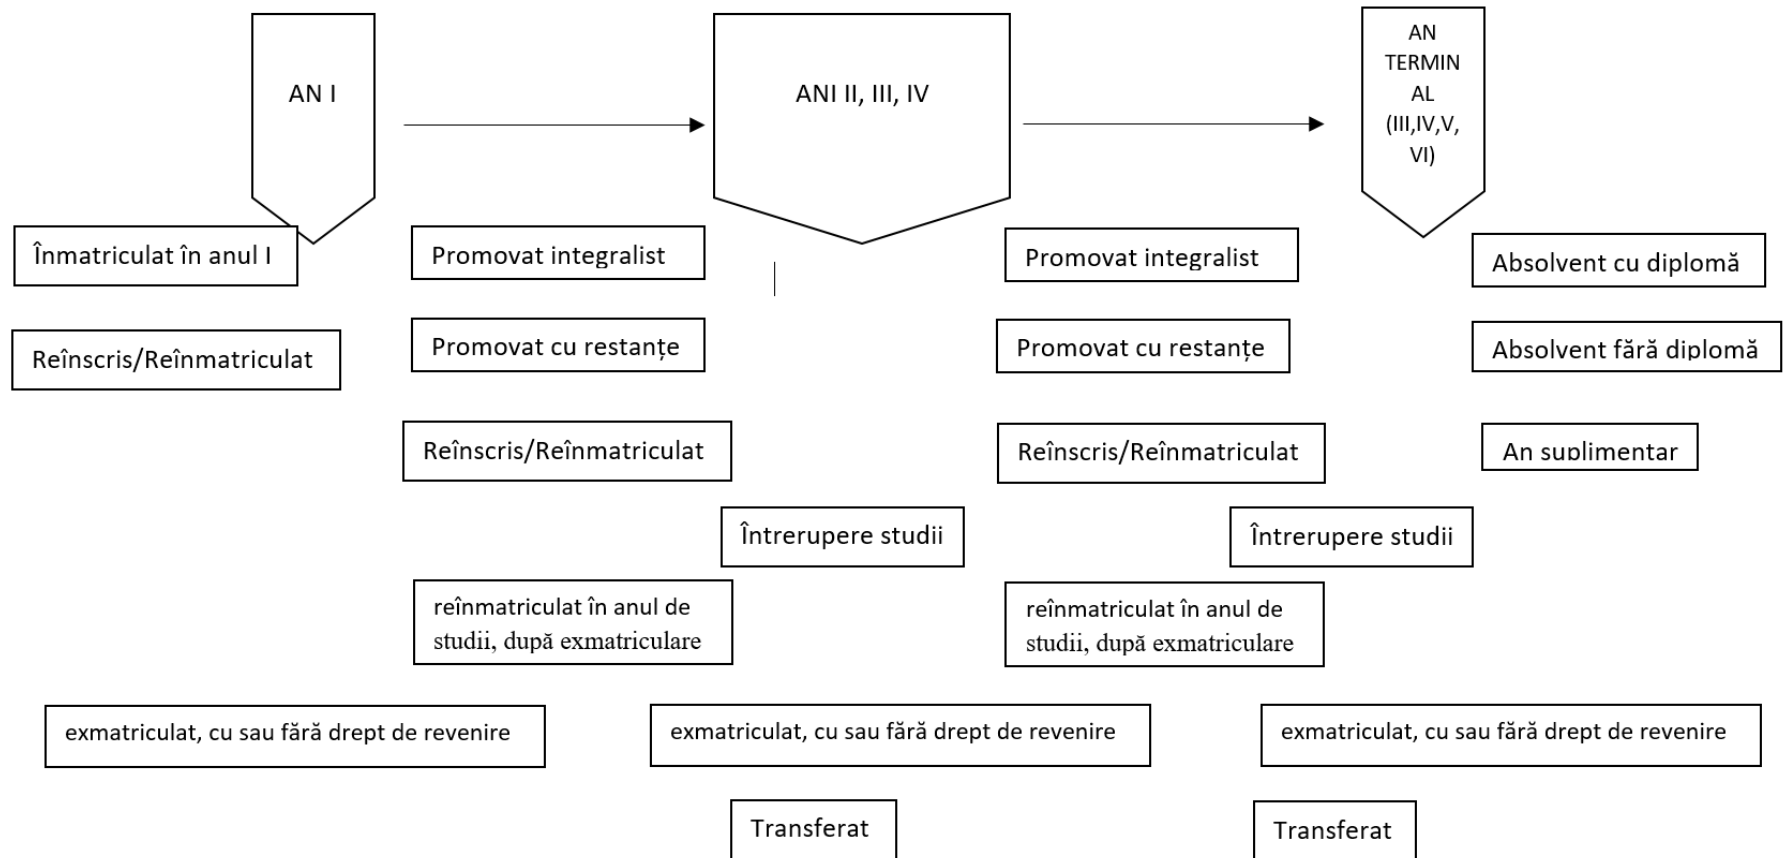 AN I
ANI II, III, IV
AN
TERMIN
AL
(III,IV,V,
VI)
Înmatriculat în anul I
Promovat integralist
Promovat integralist
Absolvent cu diplomă
Reînscris/Reînmatriculat
Promovat cu restanțe
Promovat cu restanțe
Absolvent fără diplomă
Reînscris/Reînmatriculat
Reînscris/Reînmatriculat
An suplimentar
Întrerupere studii
Întrerupere studii
reînmatriculat în anul de
studii, după exmatriculare
reînmatriculat în anul de
studii, după exmatriculare
exmatriculat, cu sau fără drept de revenire
exmatriculat, cu sau fără drept de revenire
exmatriculat, cu sau fără drept de revenire
Transferat
Transferat